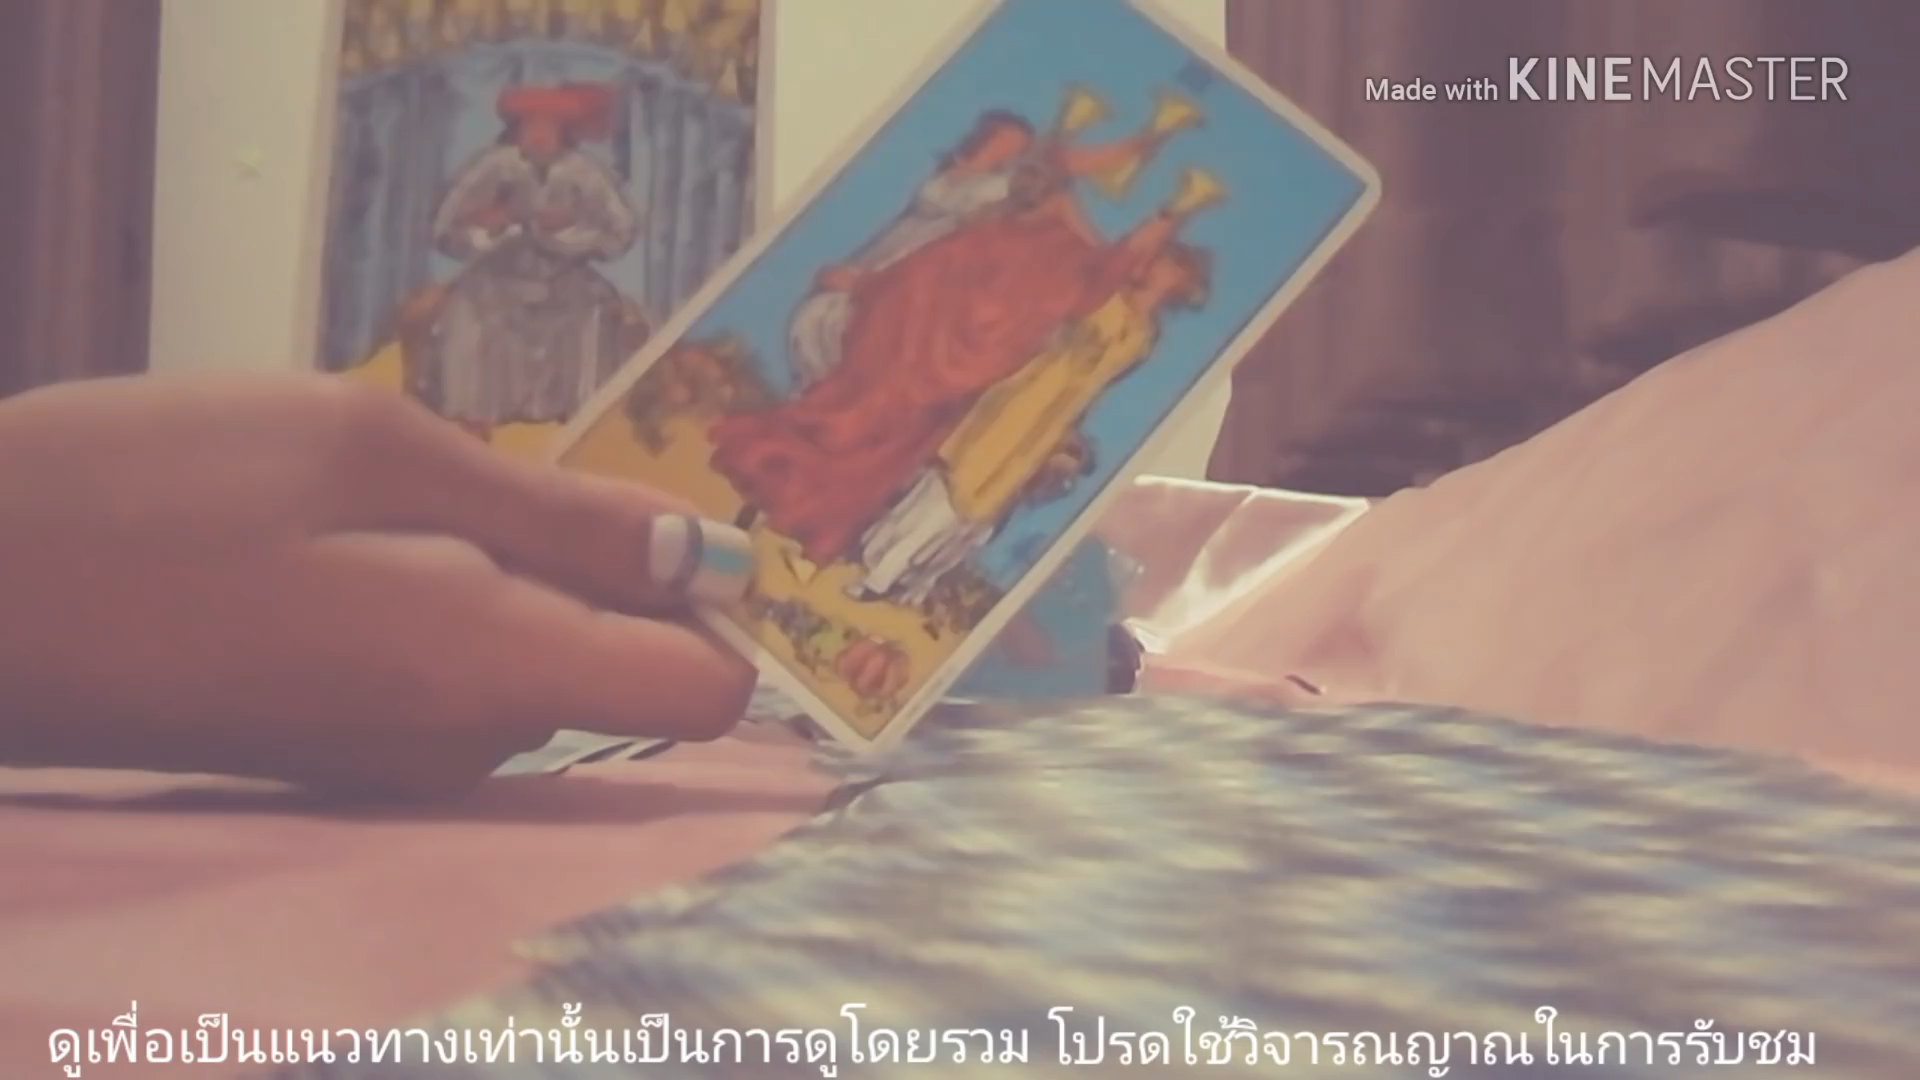 Made with KINEMASTER
ดูเพื่อเป็นแนวทางเท่านั้นเป็นการดูโดยรวม โปรดใช้วิจารณญาณในการรับชม